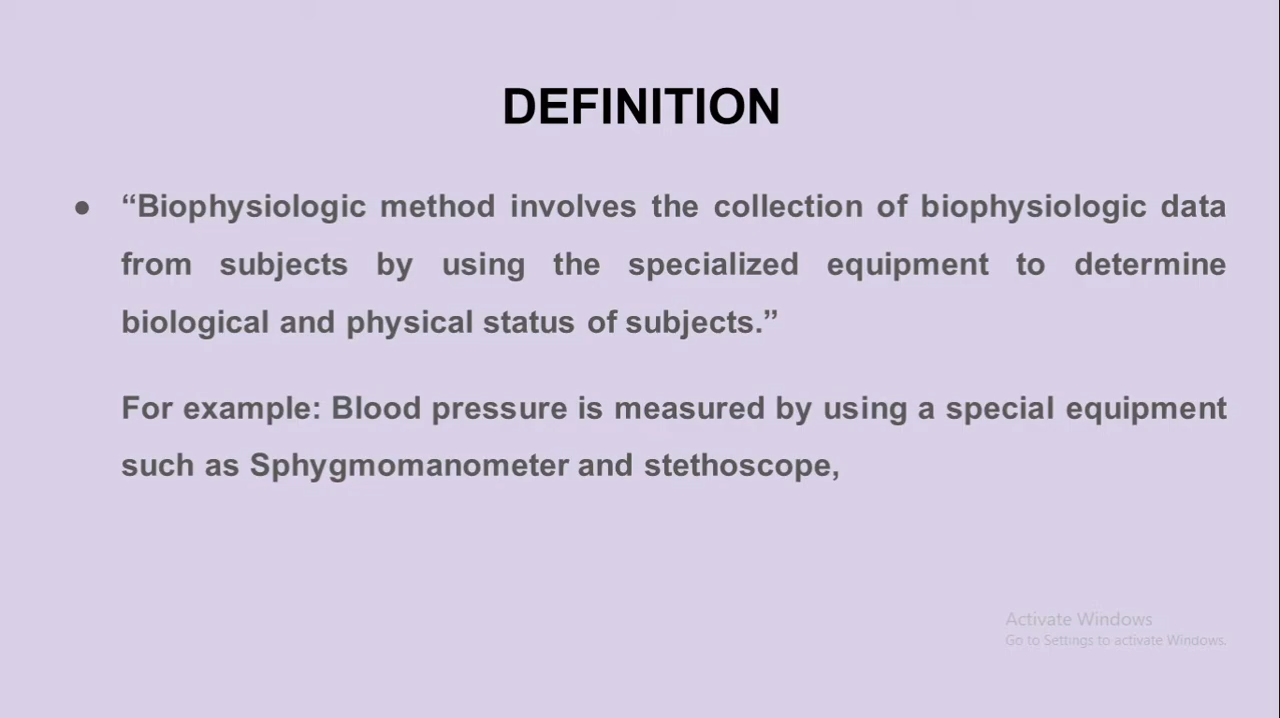 DEFINITION
● “Biophysiologic method involves the collection of biophysiologic data
from subjects by using the specialized equipment to determine
biological and physical status of subjects.”
For example: Blood pressure is measured by using a special equipment
such as Sphygmomanometer and stethoscope,
Activate Windows
Go to Settings to activate Windows.